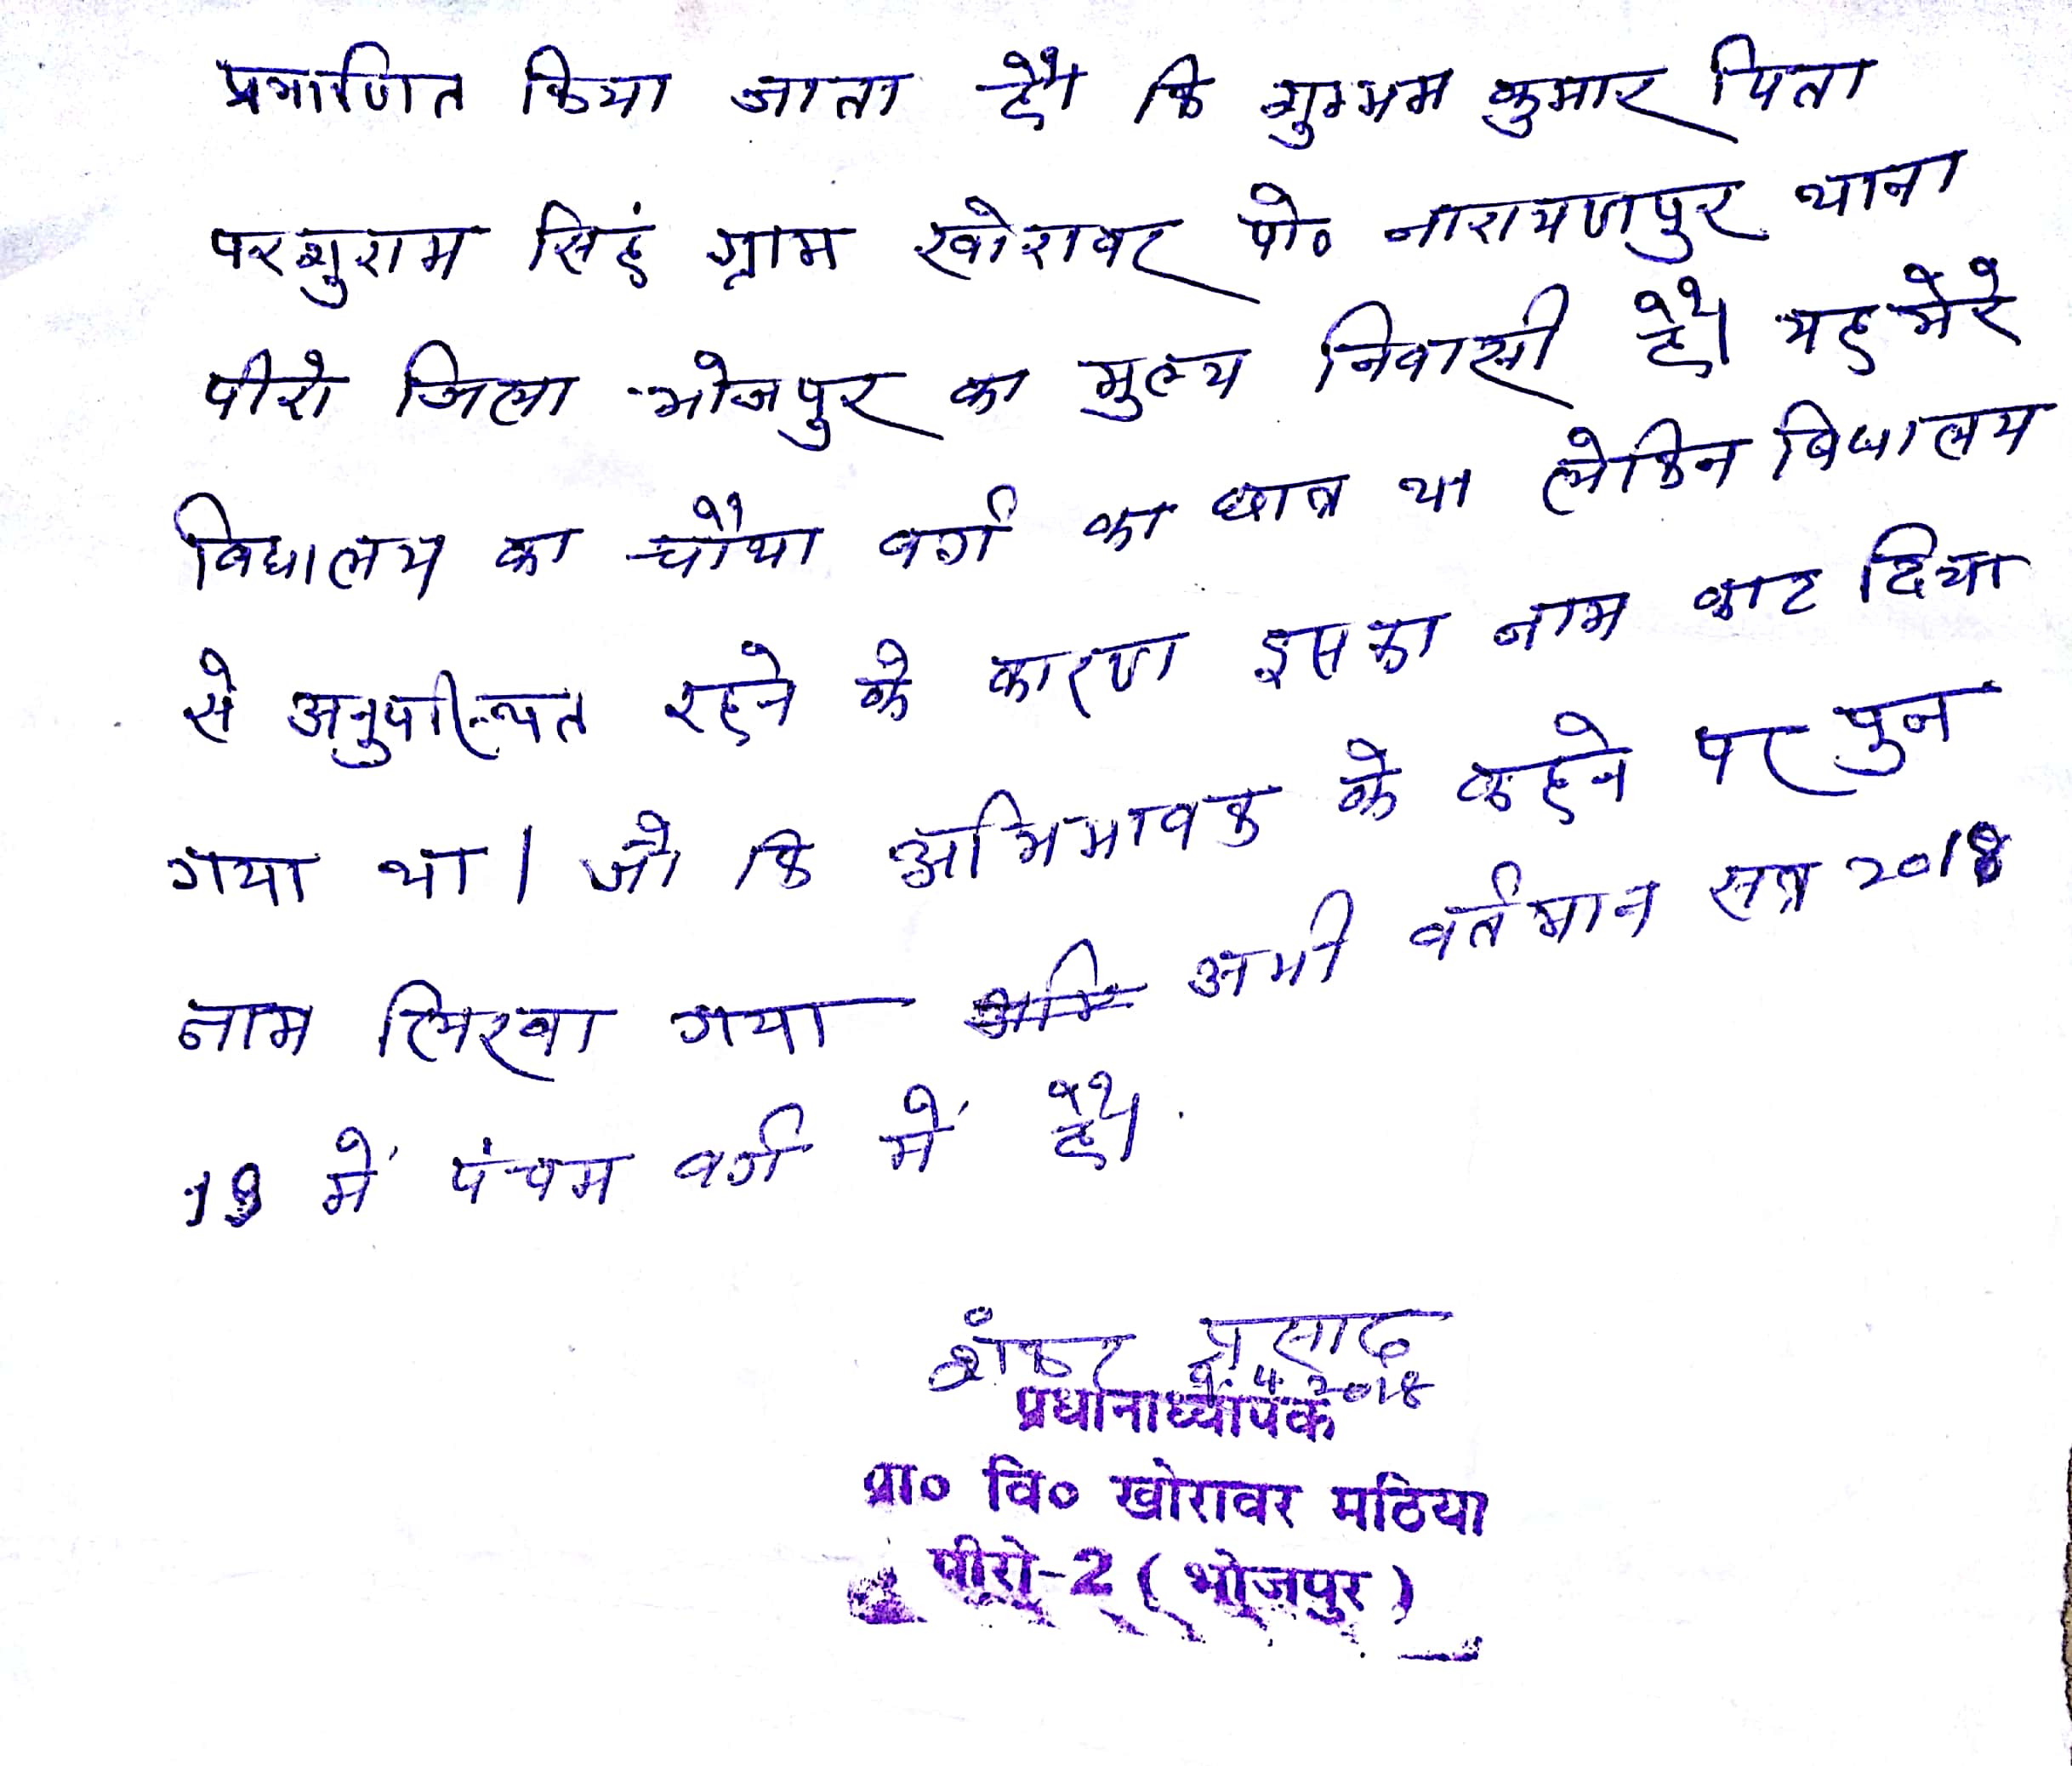 प्रमाणित किया जाता है। कि शुभम कुमार पिता
परशुराम सिहं ग्राम खोरावर पो० नारायणपुर थाना
पीरो जिला भोजपुर का मुल्य निवासी है। यह मेरे
विधालय का चौथा वर्ग का छात्र था लेकिन विधालय
से अनुपस्थित रहने के कारण इसका नाम काट दिया
गया था। जो कि अभिभावक के कहने पर पुन
नाम लिखा गया अभी वर्तमान सत्र 2018
19 में पंचम वर्ग में है।
शंकर प्रसाद
9.4.2018
प्रधानाध्यापक
प्रा० वि० खोरावर मठिया
पीरो-2 (भोजपुर)